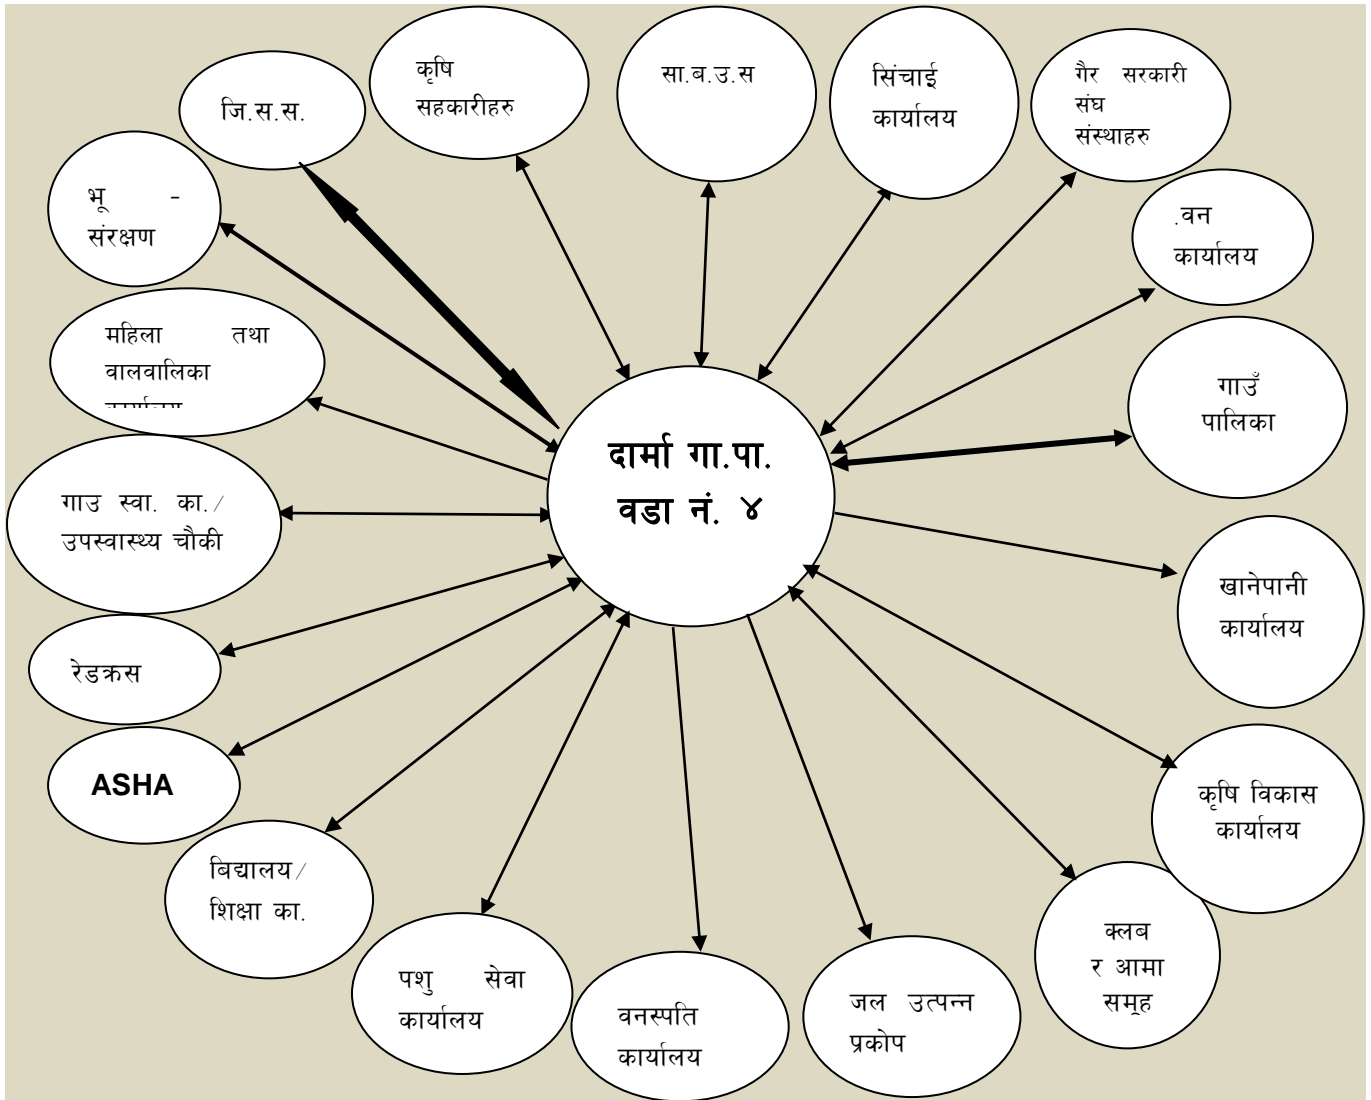 कृषि
सहकारीहरु
सा.ब.उ.स
सिंचाई
कार्यालय
गैर सरकारी
संघ
संस्थाहरु
जि.स.स.
भू -
संरक्षण
.वन
कार्यालय
महिला तथा
वालवालिका
गाउँ
पालिका
दार्मा गा.पा.
वडा नं. ४
गाउ स्वा. का./
उपस्वास्थ्य चौकी
खानेपानी
कार्यालय
रेडक्रस
ASHA
कृषि विकास
कार्यालय
बिद्यालय/
शिक्षा का.
क्लब
र आमा
समूह
पशु सेवा
कार्यालय
वनस्पति
कार्यालय
जल उत्पन्न
प्रकोप